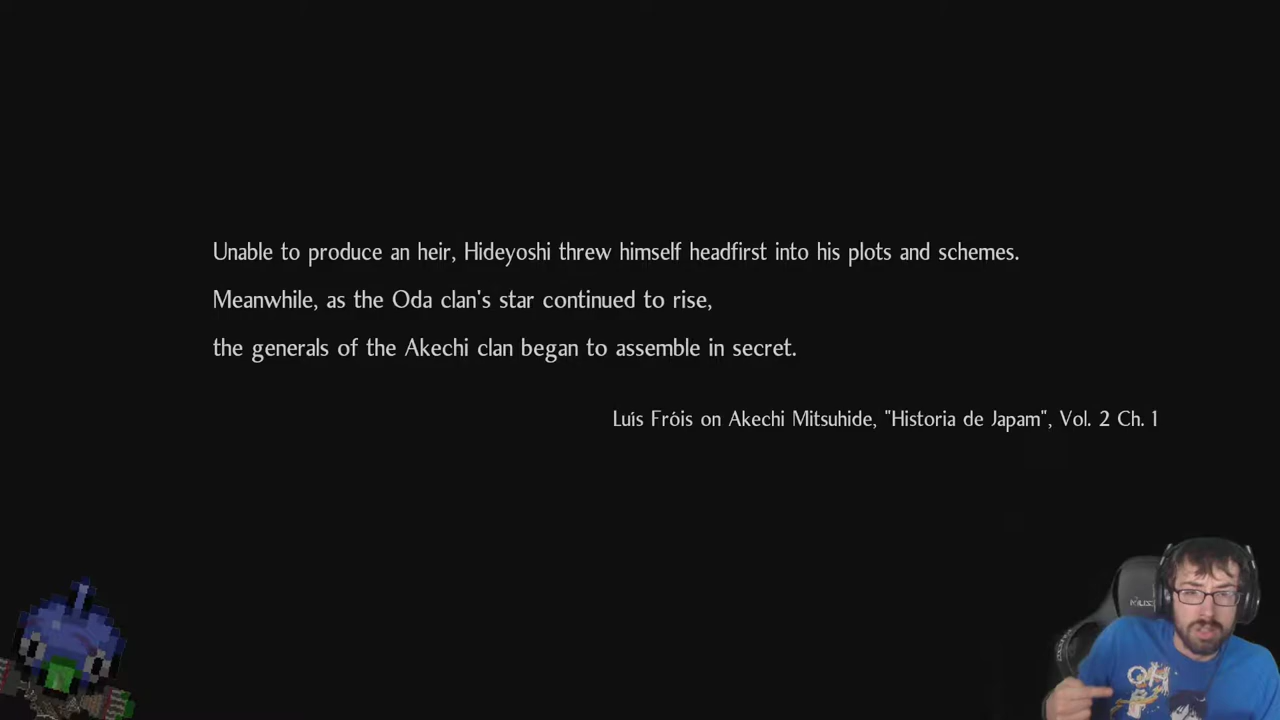 Unable to produce an heir, Hideyoshi threw himself headfirst into his plots and schemes.
Meanwhile, as the Oda clan's star continued to rise,
the generals of the Akechi clan began to assemble in secret.
Luís Fróis on Akechi Mitsuhide, "Historia de Japam", Vol. 2 Ch. 1
OH